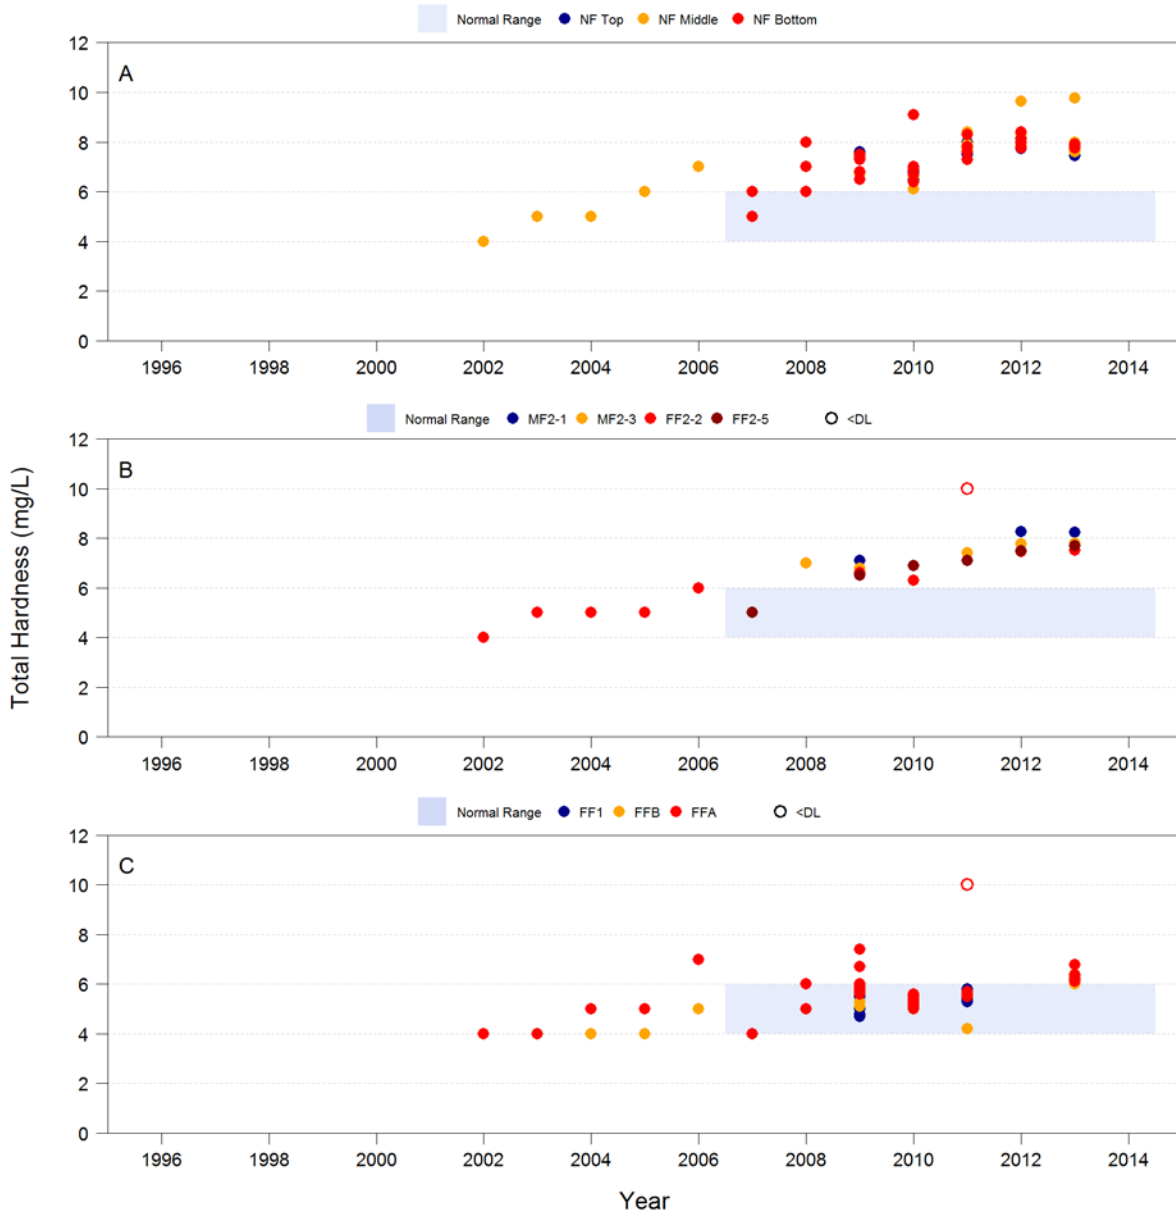 Normal Range NF Top NF Middle NF Bottom
A
12
10
8
6
4
2
0
1996 1998 2000 2002 2004 2006 2008 2010 2012 2014
Normal Range MF2-1 MF2-3 FF2-2 FF2-5 <DL
B
12
10
8
6
4
2
0
1996 1998 2000 2002 2004 2006 2008 2010 2012 2014
Total Hardness (mg/L)
Normal Range FF1 FFB FFA <DL
C
12
10
8
6
4
2
0
1996 1998 2000 2002 2004 2006 2008 2010 2012 2014
Year